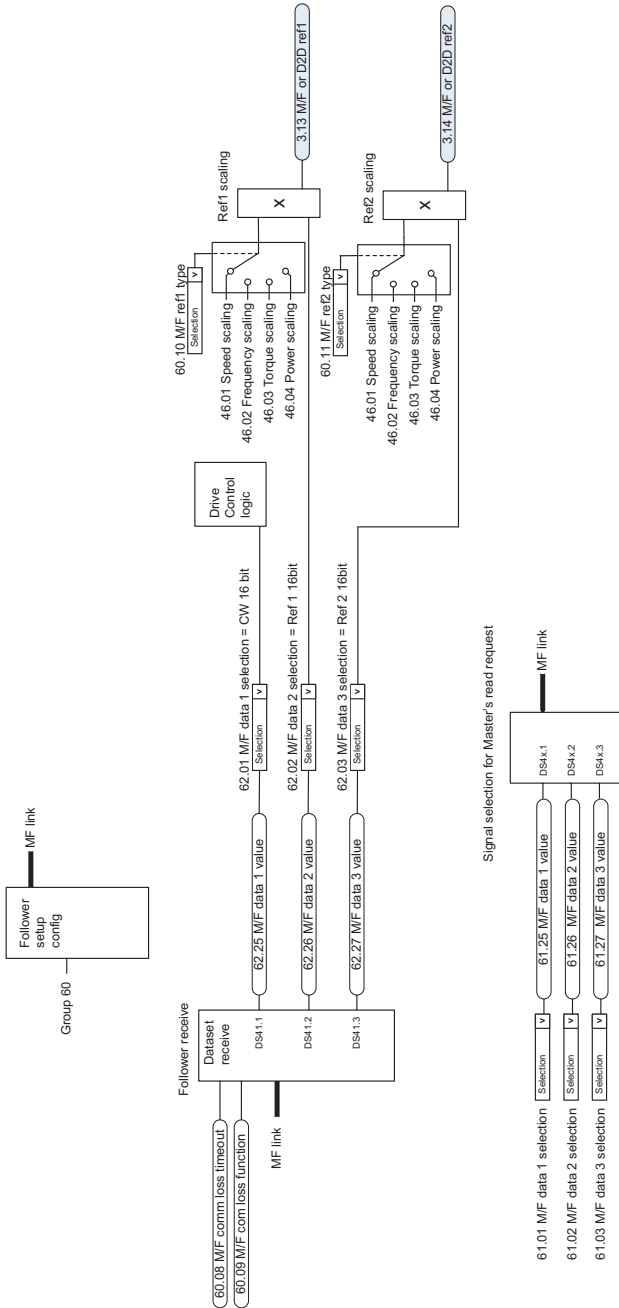 Group 60
Follower
setup
config
MF link
Follower receive
60.08 M/F comm loss timeout
60.09 M/F com loss function
MF link
Dataset
receive
DS41.1
DS41.2
DS41.3
62.25 M/F data 1 value
62.26 M/F data 2 value
62.27 M/F data 3 value
62.01 M/F data 1 selection = CW 16 bit
Selection v
62.02 M/F data 2 selection = Ref 1 16bit
Selection v
62.03 M/F data 3 selection = Ref 2 16bit
Selection v
Drive
Control
logic
60.10 M/F ref1 type
Selection v
46.01 Speed scaling
46.02 Frequency scaling
46.03 Torque scaling
46.04 Power scaling
Ref1 scaling
X
3.13 M/F or D2D ref1
60.11 M/F ref2 type
Selection v
46.01 Speed scaling
46.02 Frequency scaling
46.03 Torque scaling
46.04 Power scaling
Ref2 scaling
X
3.14 M/F or D2D ref2
Signal selection for Master's read request
61.01 M/F data 1 selection Selection v 61.25 M/F data 1 value DS4x.1
61.02 M/F data 2 selection Selection v 61.26 M/F data 2 value DS4x.2
61.03 M/F data 3 selection Selection v 61.27 M/F data 3 value DS4x.3
MF link